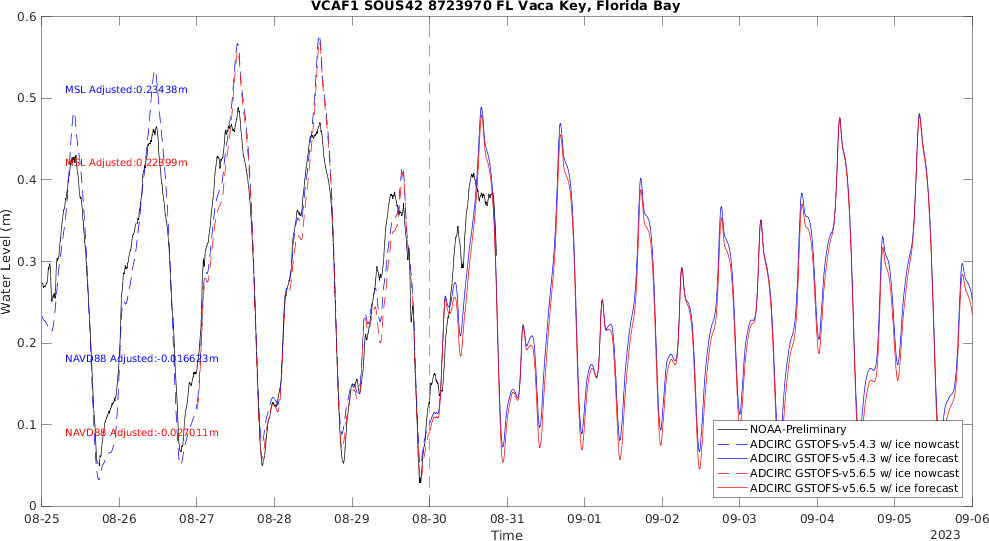 VCAF1 SOUS42 8723970 FL Vaca Key, Florida Bay
Water Level (m)
0.6
0.5
0.4
0.3
0.2
0.1
0
MSL Adjusted:0.23438m
MSL Adjusted:0.22399m
NAVD88 Adjusted:-0.016623m
NAVD88 Adjusted:-0.027011m
NOAA-Preliminary
ADCIRC GSTOFS-v5.4.3 w/ ice nowcast
ADCIRC GSTOFS-v5.4.3 w/ ice forecast
ADCIRC GSTOFS-v5.6.5 w/ ice nowcast
ADCIRC GSTOFS-v5.6.5 w/ ice forecast
08-25 08-26 08-27 08-28 08-29 08-30 08-31 09-01 09-02 09-03 09-04 09-05 09-06
Time
2023